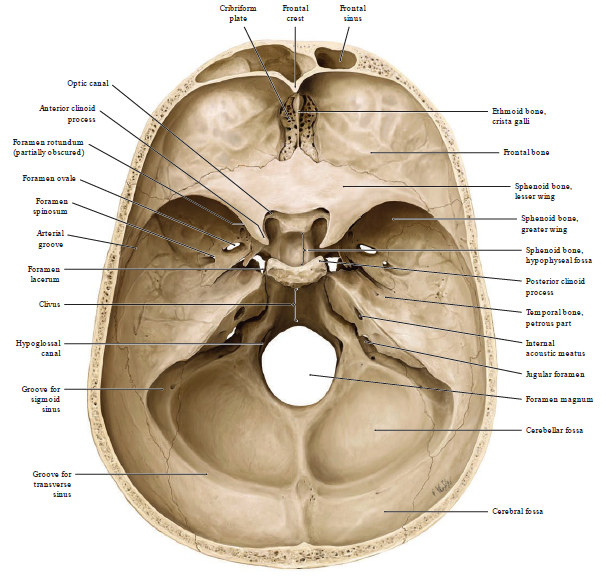 Cribriform
plate
Frontal
crest
Frontal
sinus
Optic canal
Anterior clinoid
process
Foramen rotundum
(partially obscured)
Foramen ovale
Foramen
spinosum
Arterial
groove
Foramen
lacerum
Clivus
Hypoglossal
canal
Groove for
sigmoid
sinus
Groove for
transverse
sinus
Ethmoid bone,
crista galli
Frontal bone
Sphenoid bone,
lesser wing
Sphenoid bone,
greater wing
Sphenoid bone,
hypophyseal fossa
Posterior clinoid
process
Temporal bone,
petrous part
Internal
acoustic meatus
Jugular foramen
Foramen magnum
Cerebellar fossa
Cerebral fossa